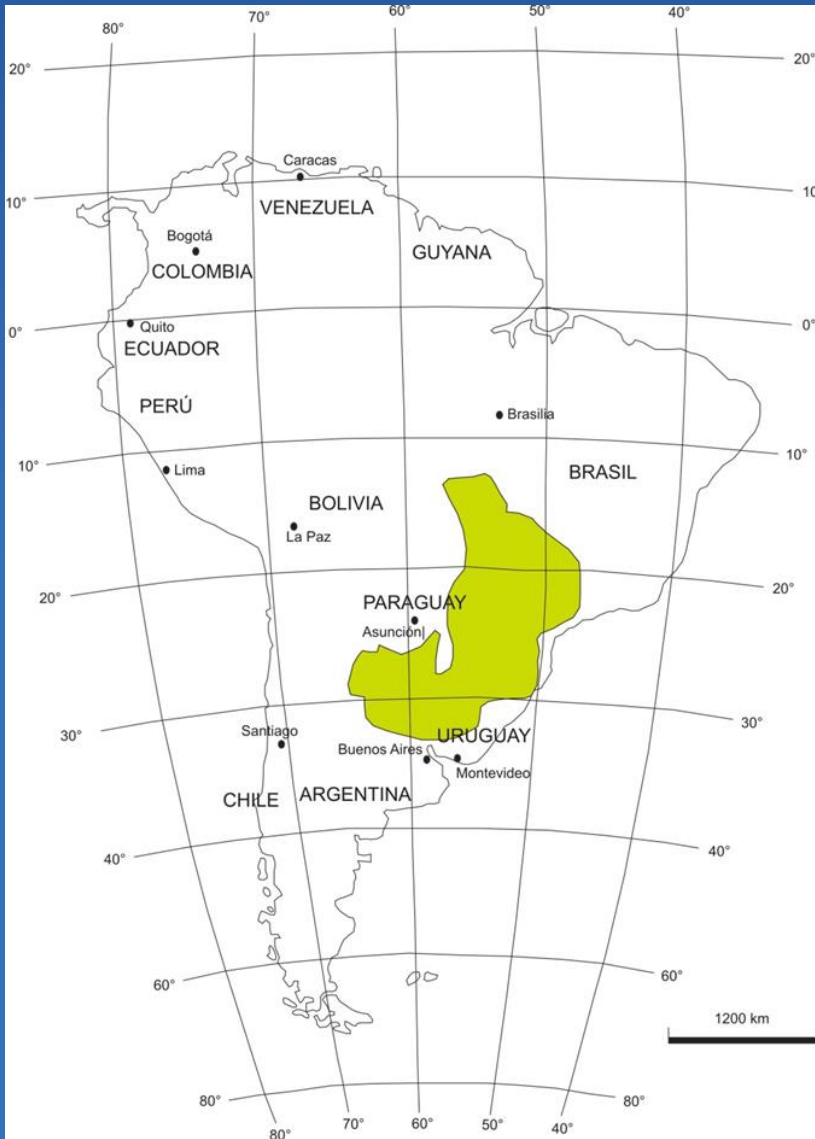 80°
70°
60°
50°
40°
20°
20°
Caracas
10°
10
VENEZUELA
Bogotá
GUYANA
COLOMBIA
0°
Quito
0°
ECUADOR
PERÚ
Brasilia
10°
Lima
10°
BRASIL
BOLIVIA
La Paz
20°
20°
PARAGUAY
Asunción|
30°
30°
Santiago
URUGUAY
Buenos Aires
Montevideo
CHILE
ARGENTINA
40°
40°
60°
60°
1200 km
80°
80°
80°
70°
60°
50°
40°